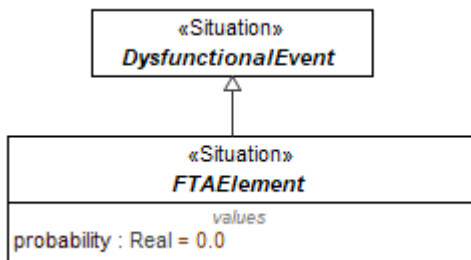 «Situation»
DysfunctionalEvent
«Situation»
FTAElement
values
probability : Real = 0.0